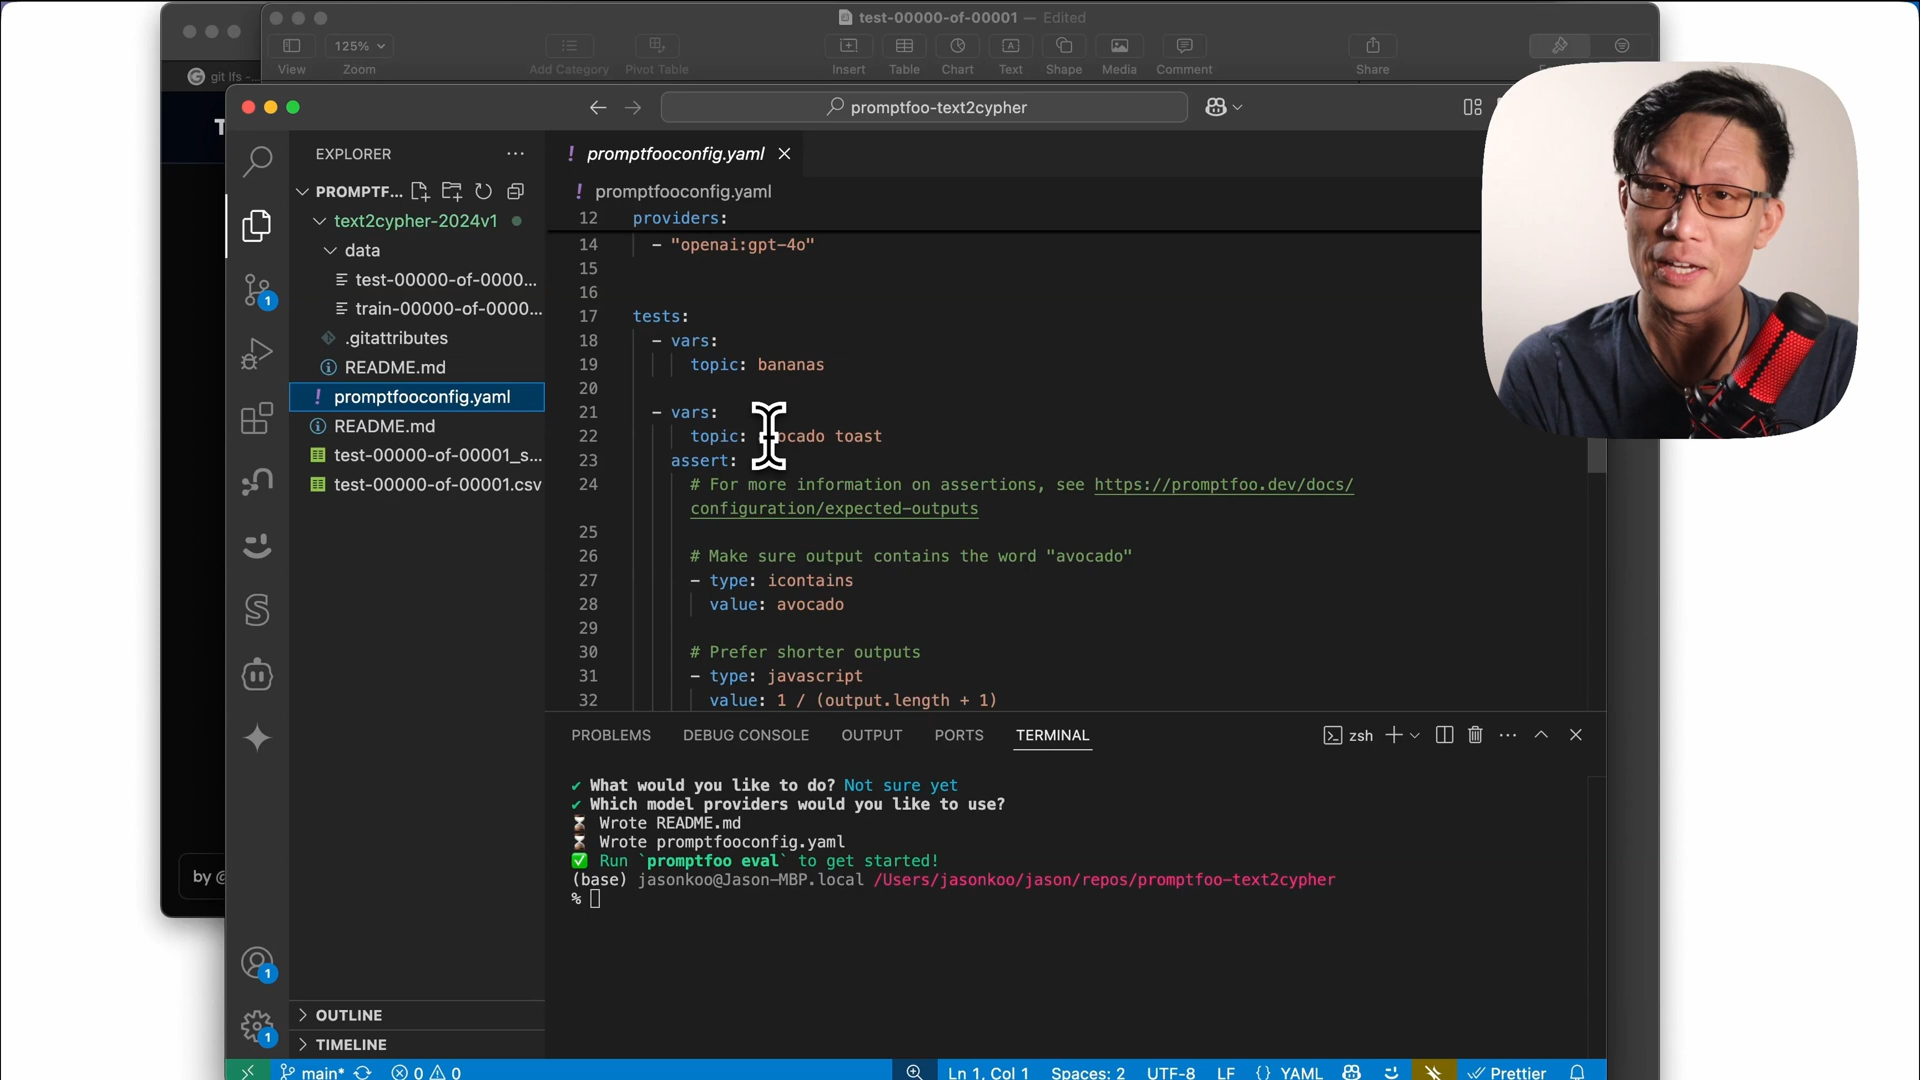 test-00000-of-00001 — Edited
125%
View
Zoom
Add Category
Pivot Table
Insert
Table
Chart
Text
Shape
Media
Comment
Share
git lfs -...
promptfoo-text2cypher
EXPLORER
PROMPTF...
text2cypher-2024v1
data
test-00000-of-0000...
train-00000-of-0000...
.gitattributes
README.md
promptfooconfig.yaml
README.md
test-00000-of-00001_s...
test-00000-of-00001.csv
OUTLINE
TIMELINE
by @
promptfooconfig.yaml
promptfooconfig.yaml
12 providers:
14 - "openai:gpt-4o"
15
16
17 tests:
18 - vars:
19 topic: bananas
20
21 - vars:
22 topic: ocado toast
23 assert:
24 # For more information on assertions, see https://promptfoo.dev/docs/
configuration/expected-outputs
25
26 # Make sure output contains the word "avocado"
27 - type: icontains
28 value: avocado
29
30 # Prefer shorter outputs
31 - type: javascript
32 value: 1 / (output.length + 1)
PROBLEMS
DEBUG CONSOLE
OUTPUT
PORTS
TERMINAL
zsh
✔ What would you like to do? Not sure yet
✔ Which model providers would you like to use?
Wrote README.md
Wrote promptfooconfig.yaml
Run `promptfoo eval` to get started!
(base) jasonkoo@Jason-MBP.local /Users/jasonkoo/jason/repos/promptfoo-text2cypher
%
1
1
1
main*
0
0
Ln 1, Col 1
Spaces: 2
UTF-8
LF
{} YAML
Prettier